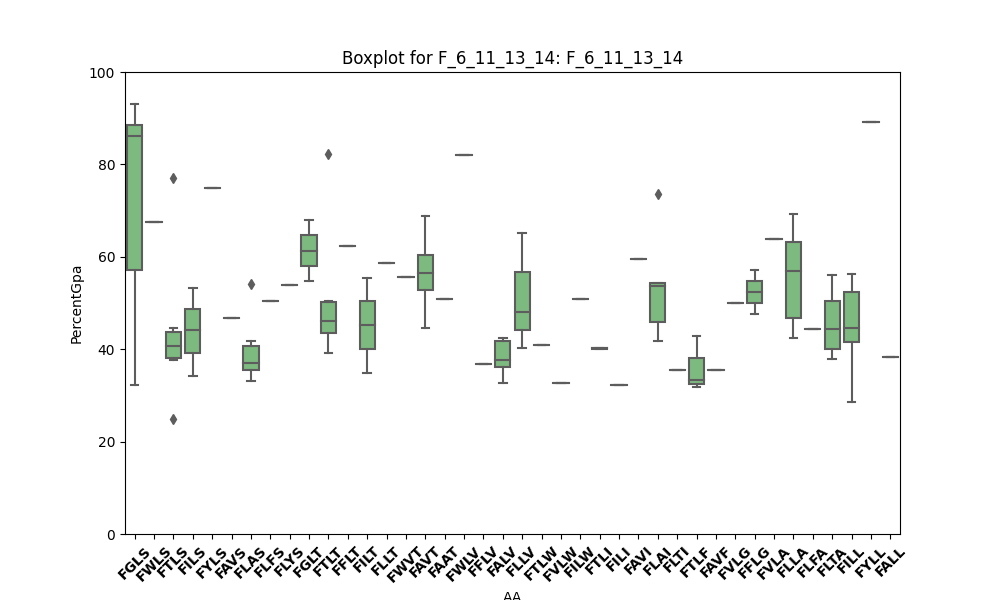 Boxplot for F_6_11_13_14: F_6_11_13_14
100
80
60
40
20
0
PercentGpa
FGLS FWLS FTLS FILS FYLS FAVS FLAS FLFS FLYS FGLT FTLT FFLT FILT FLLT FWVT FAVT FAAT FWLV FFLV FALV FLLV FTLW FVLW FILW FTLI FILI FAVI FLAI FLTI FTLF FAVF FVLG FFLG FVLA FLLA FLFA FLTA FILL FYLL FALL
AA